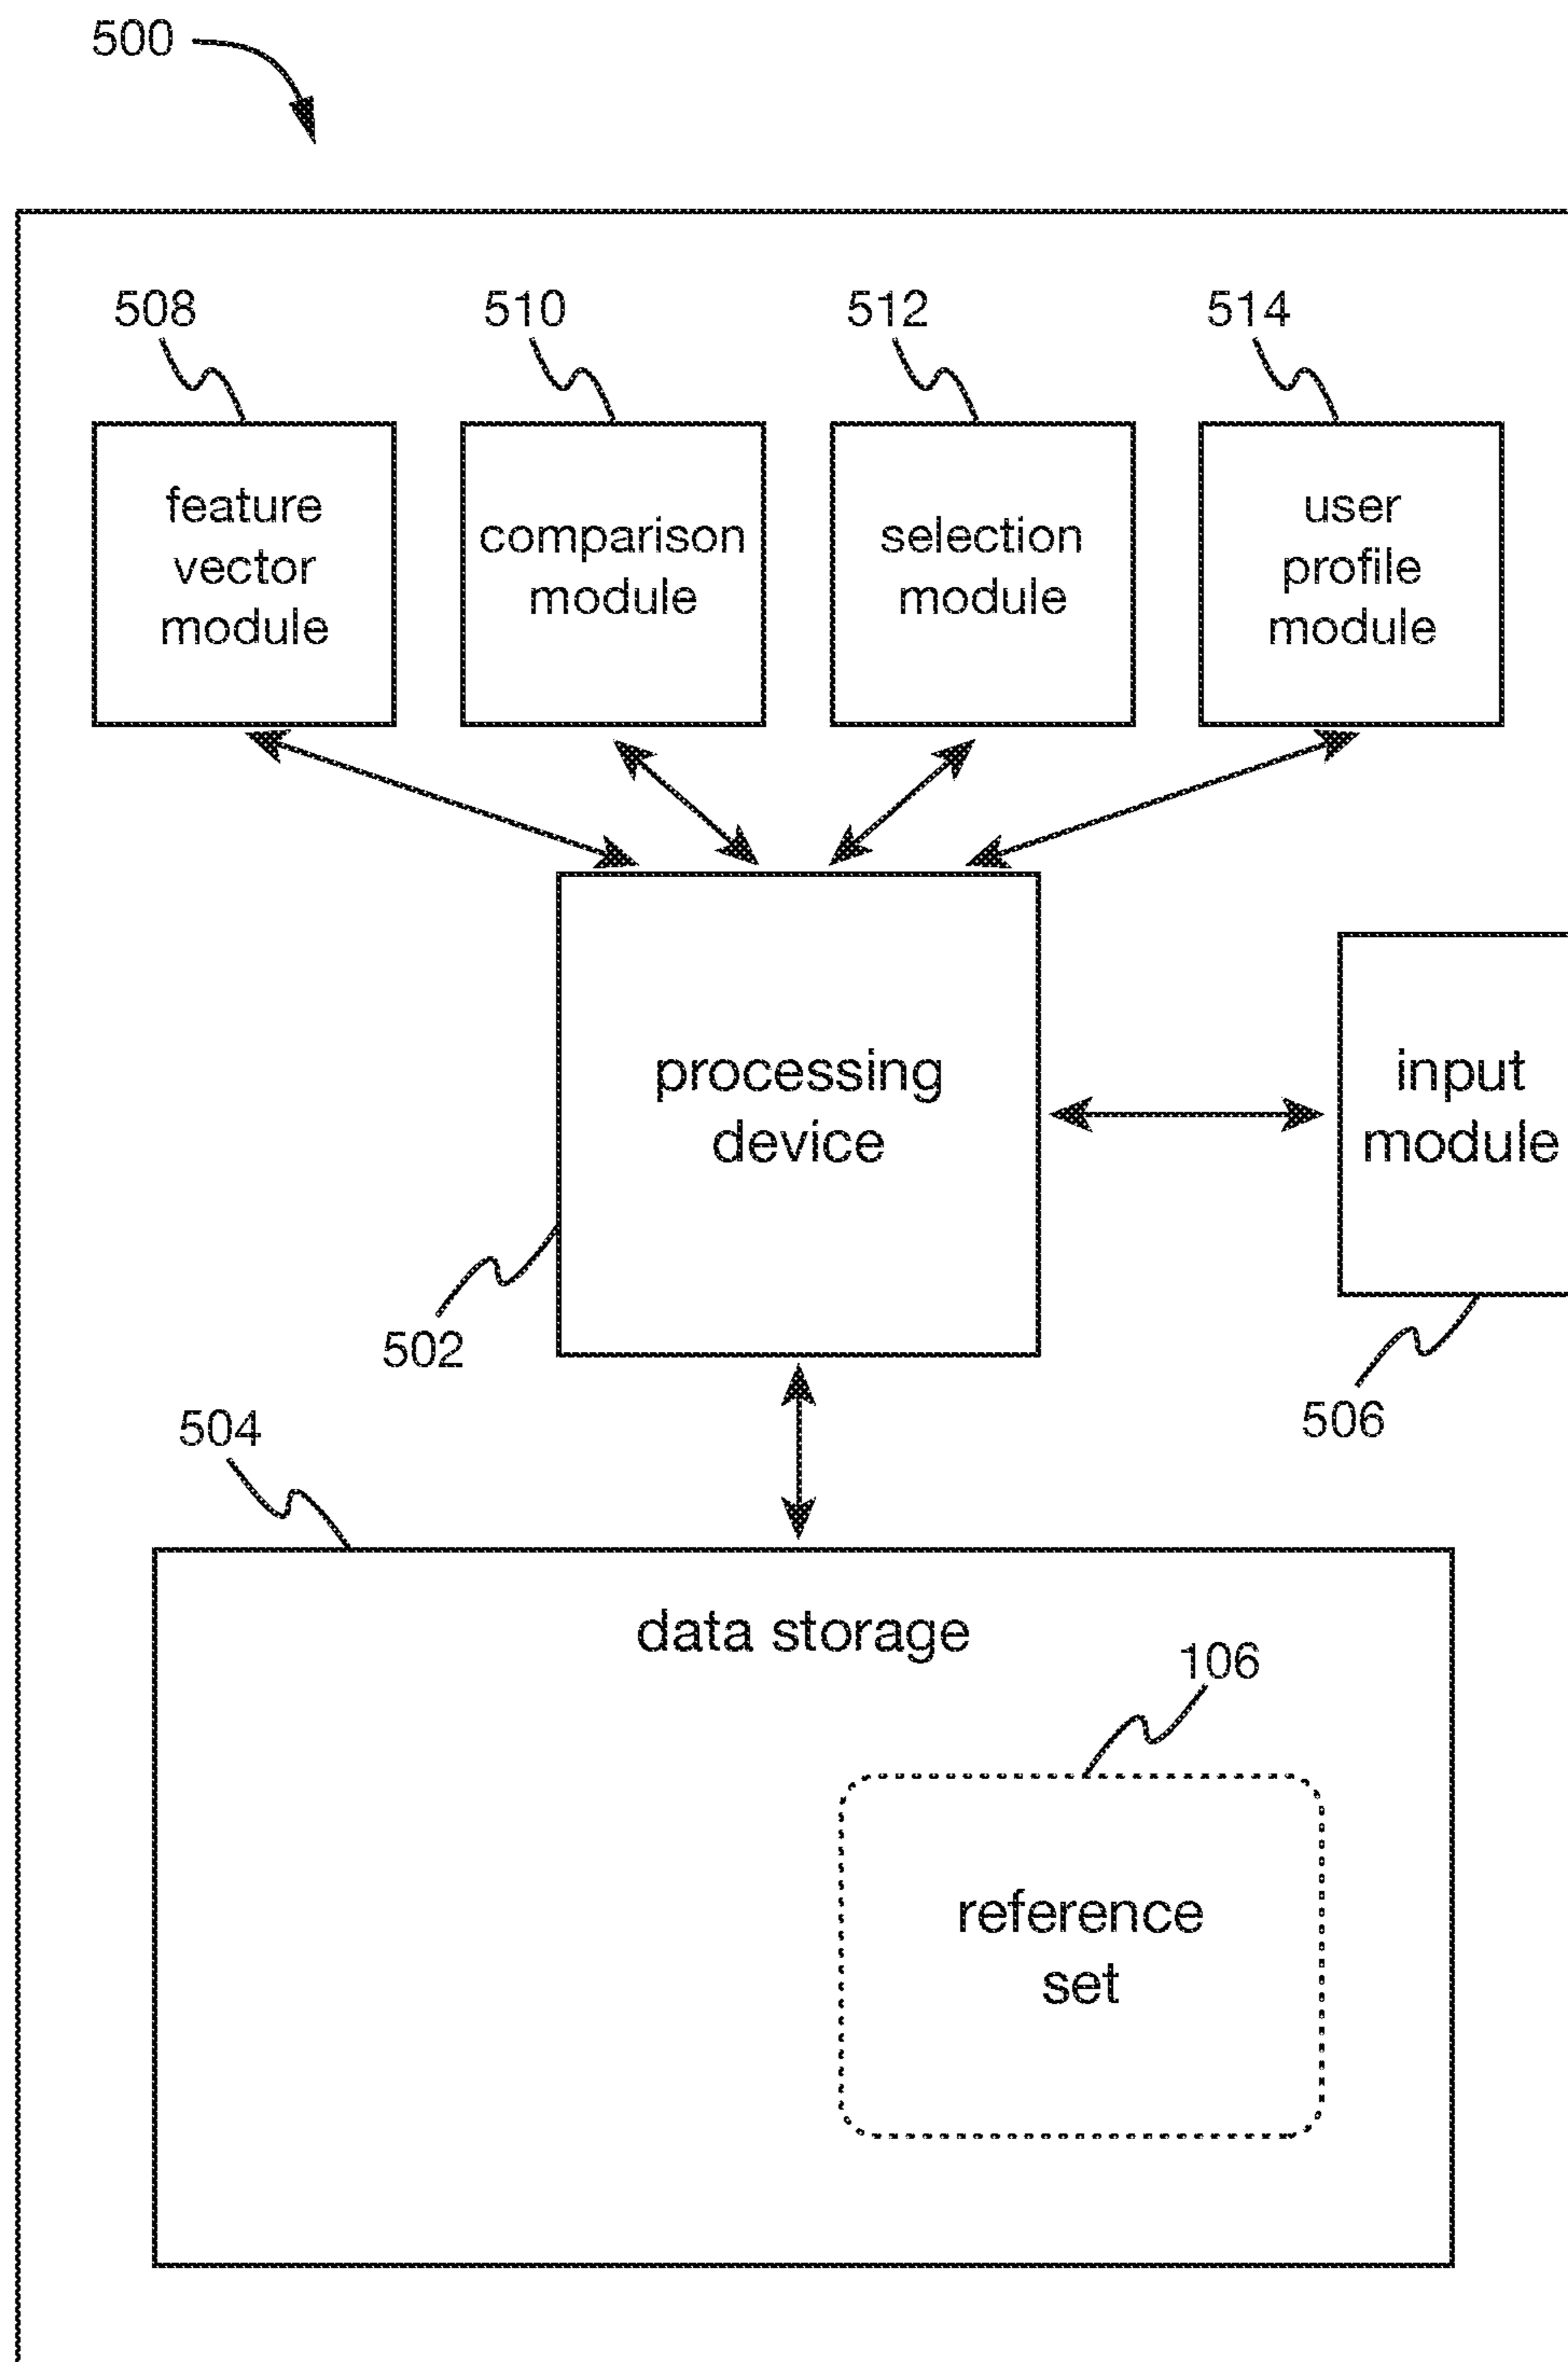 500
508
510
512
514
feature
vector
module
comparison
module
selection
module
user
profile
module
processing
device
input
module
502
506
504
data storage
106
reference
set